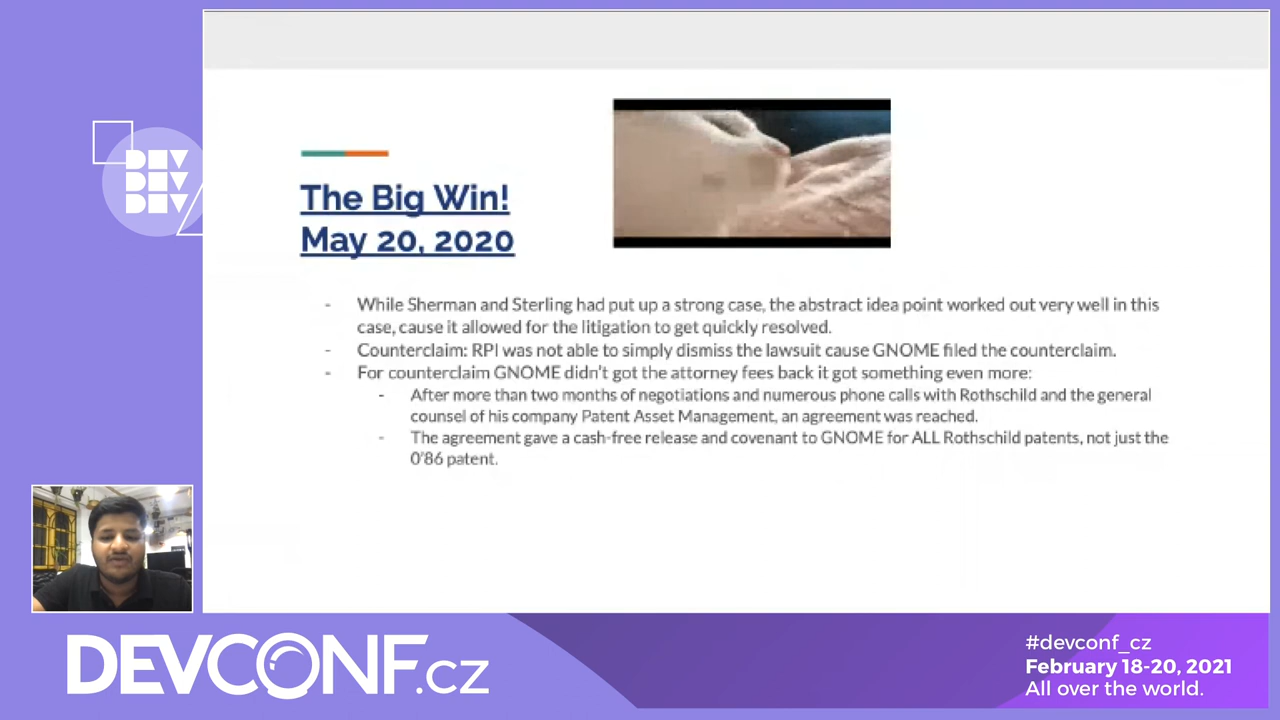 DEV
DEV
DEV
The Big Win!
May 20, 2020
- While Sherman and Sterling had put up a strong case, the abstract idea point worked out very well in this
case, cause it allowed for the litigation to get quickly resolved.
- Counterclaim: RPI was not able to simply dismiss the lawsuit cause GNOME filed the counterclaim.
- For counterclaim GNOME didn't got the attorney fees back it got something even more:
- After more than two months of negotiations and numerous phone calls with Rothschild and the general
counsel of his company Patent Asset Management, an agreement was reached.
- The agreement gave a cash-free release and covenant to GNOME for ALL Rothschild patents, not just the
0'86 patent.
DEVCONF.cz
#devconf_cz
February 18-20, 2021
All over the world.